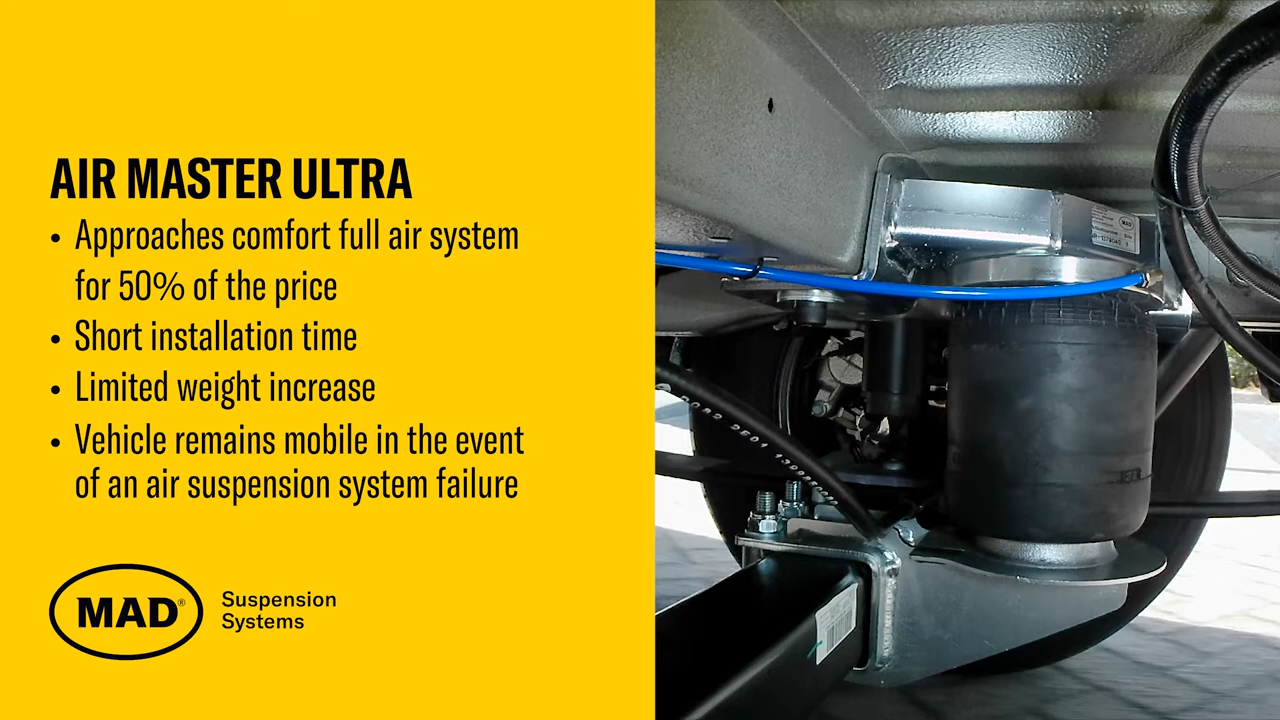 AIR MASTER ULTRA
• Approaches comfort full air system
for 50% of the price
• Short installation time
• Limited weight increase
• Vehicle remains mobile in the event
of an air suspension system failure
MAD®
Suspension
Systems
MAD